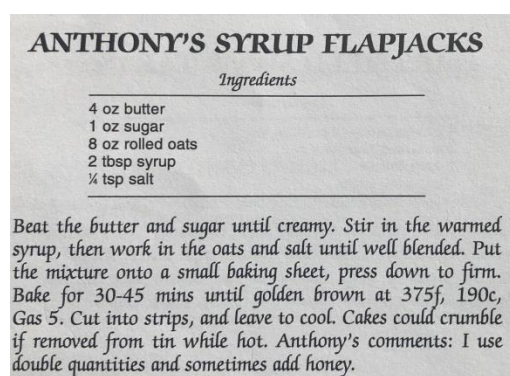 ANTHONY'S SYRUP FLAPJACKS
Ingredients
4 oz butter
1 oz sugar
8 oz rolled oats
2 tbsp syrup
¼ tsp salt
Beat the butter and sugar until creamy. Stir in the warmed
syrup, then work in the oats and salt until well blended. Put
the mixture onto a small baking sheet, press down to firm.
Bake for 30-45 mins until golden brown at 375f, 190c,
Gas 5. Cut into strips, and leave to cool. Cakes could crumble
if removed from tin while hot. Anthony's comments: I use
double quantities and sometimes add honey.